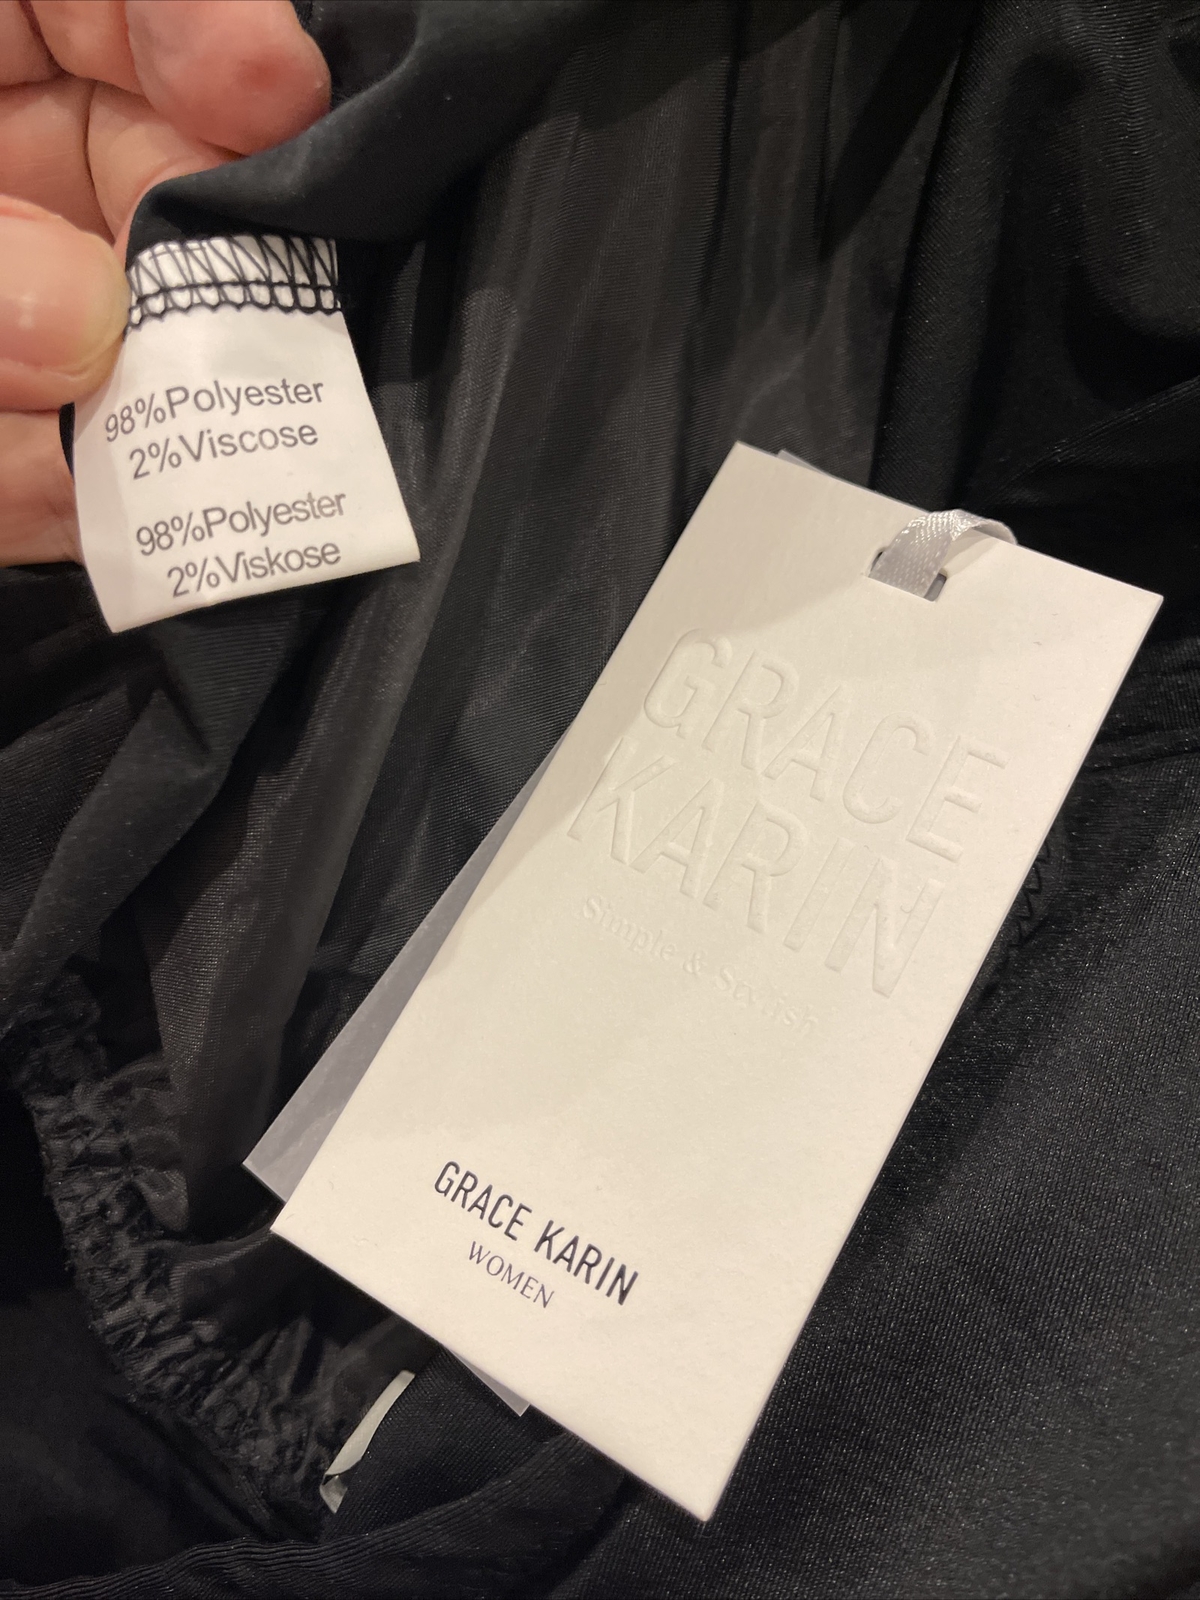 98%Polyester
2%Viscose
98%Polyester
2%Viskose
GRACE
KARIN
Simple & Stylish
GRACE KARIN
WOMEN